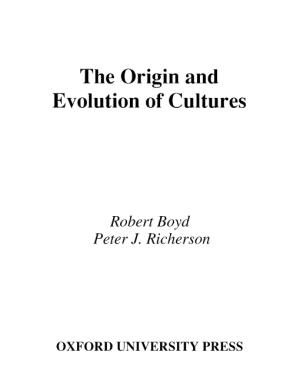 The Origin and
Evolution of Cultures
Robert Boyd
Peter J. Richerson
OXFORD UNIVERSITY PRESS